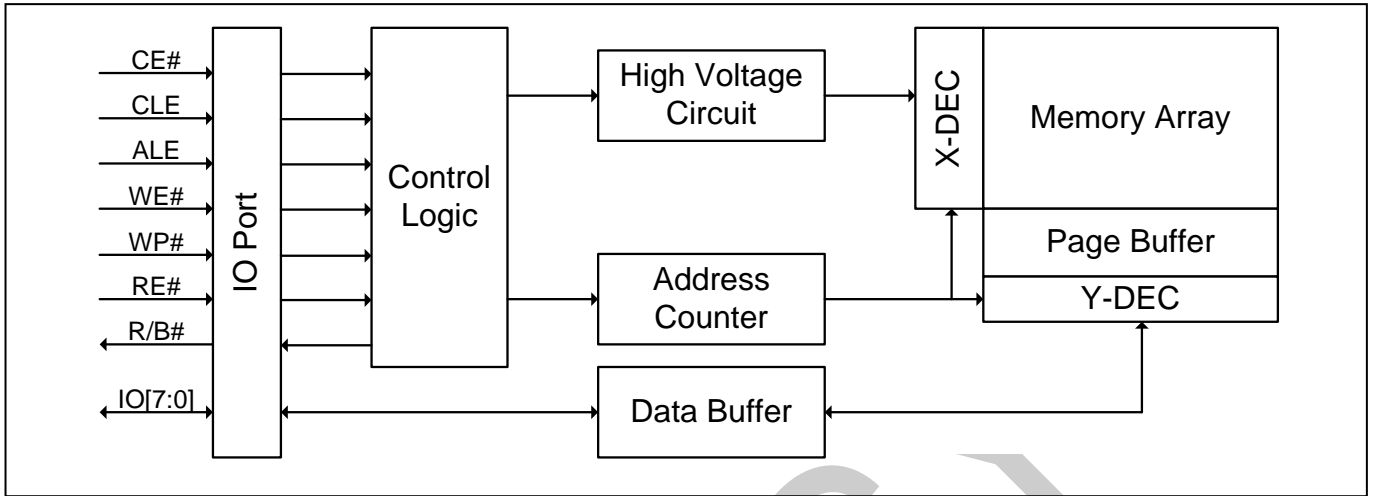 CE#
CLE
ALE
WE#
WP#
RE#
R/B#
IO[7:0]
IO Port
Control
Logic
High Voltage
Circuit
Address
Counter
Data Buffer
X-DEC
Memory Array
Page Buffer
Y-DEC